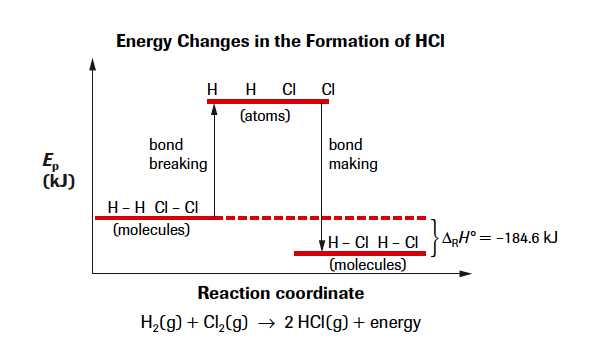 Energy Changes in the Formation of HCl
H H Cl Cl
(atoms)
bond
breaking
bond
making
Eₚ
(kJ)
H – H Cl – Cl
(molecules)
H – Cl H – Cl
(molecules)
ΔRH° = –184.6 kJ
Reaction coordinate
H₂(g) + Cl₂(g) → 2 HCl(g) + energy